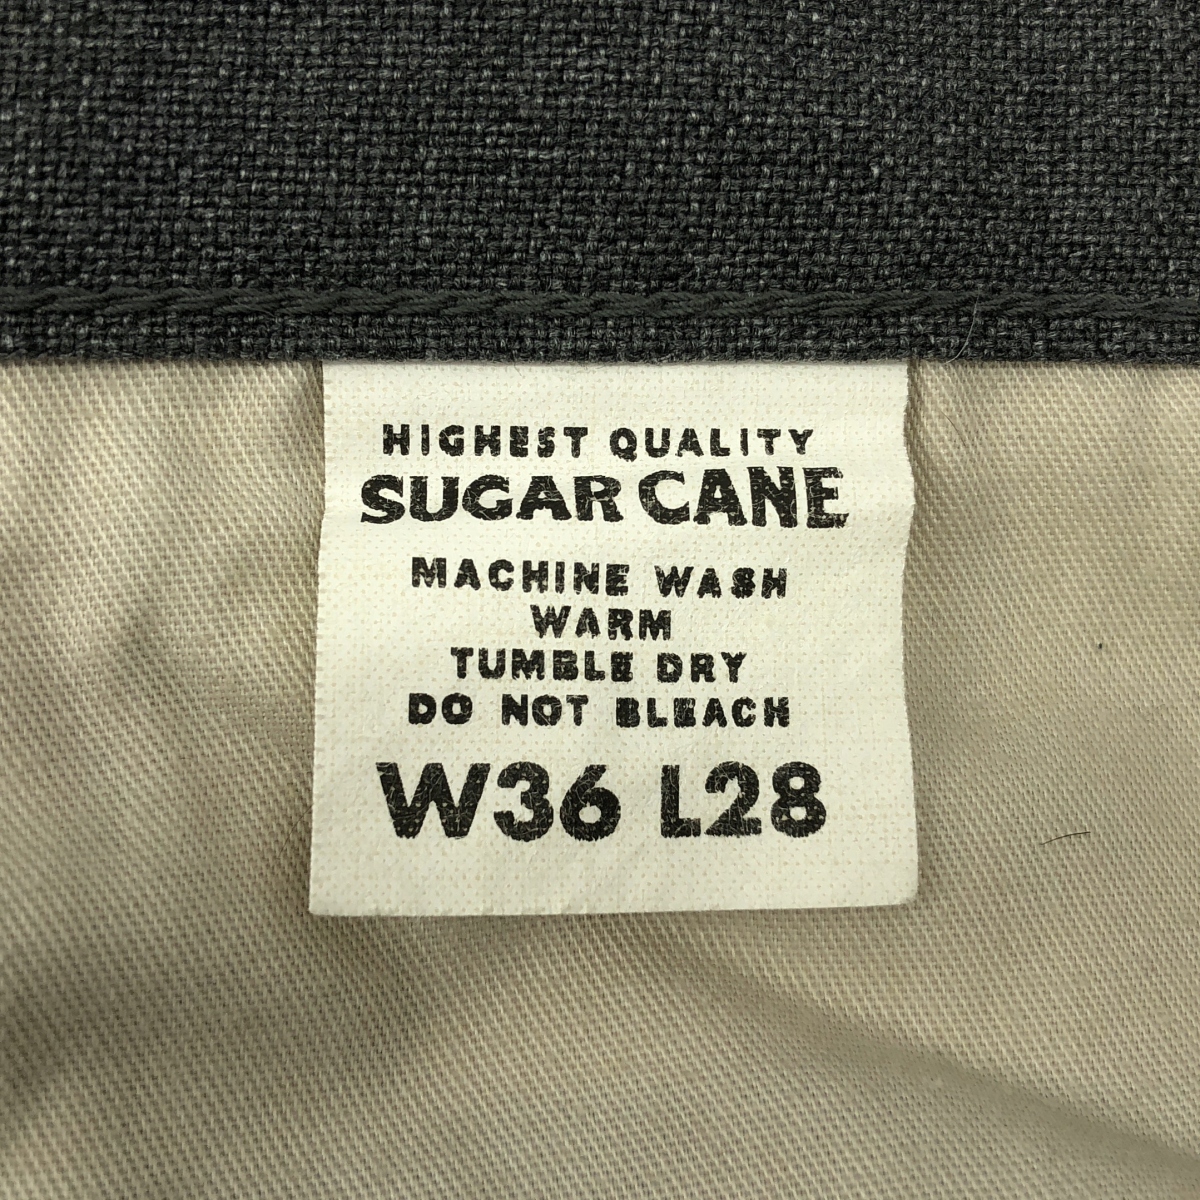 HIGHEST QUALITY
SUGAR CANE
MACHINE WASH
WARM
TUMBLE DRY
DO NOT BLEACH
W36 L28